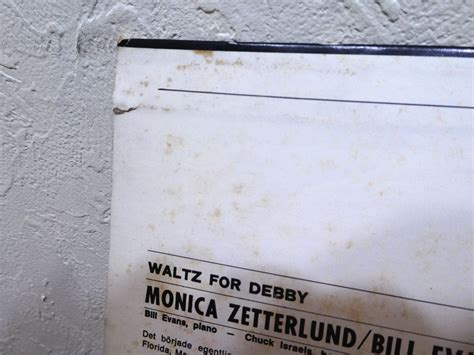 WALTZ FOR DEBBY
MONICA ZETTERLUND/BILL
Bill Evans, piano — Chuck Israels,
Det började
Florida,